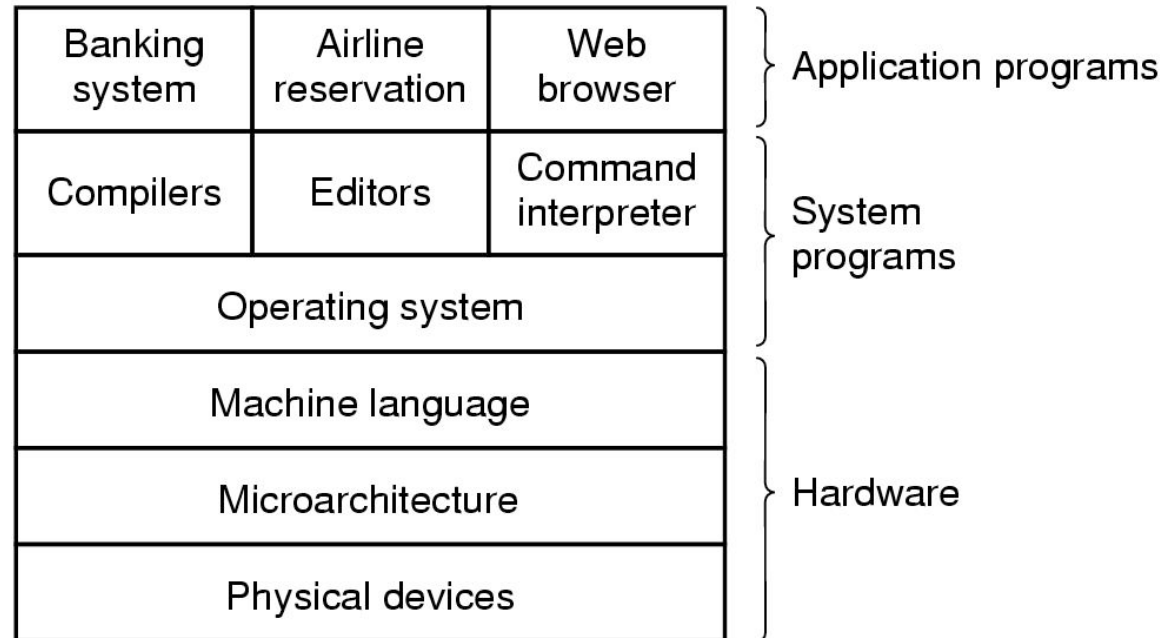 Banking
system
Airline
reservation
Web
browser
Application programs
Compilers
Editors
Command
interpreter
System
programs
Operating system
Machine language
Microarchitecture
Hardware
Physical devices